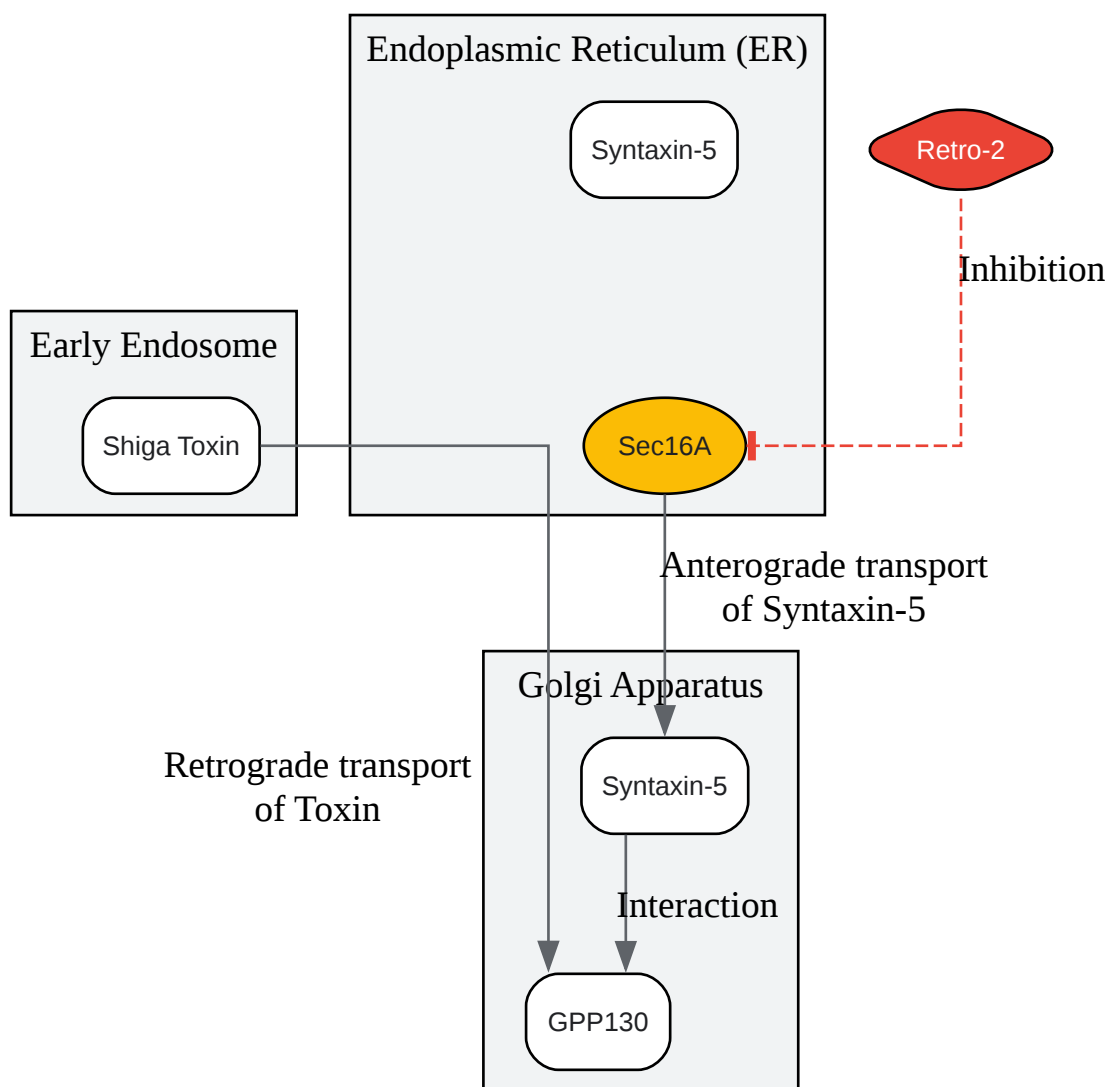 Endoplasmic Reticulum (ER)
Syntaxin-5
Retro-2
Inhibition
Early Endosome
Shiga Toxin
Sec16A
Anterograde transport
of Syntaxin-5
Golgi Apparatus
Retrograde transport
of Toxin
Syntaxin-5
Interaction
GPP130